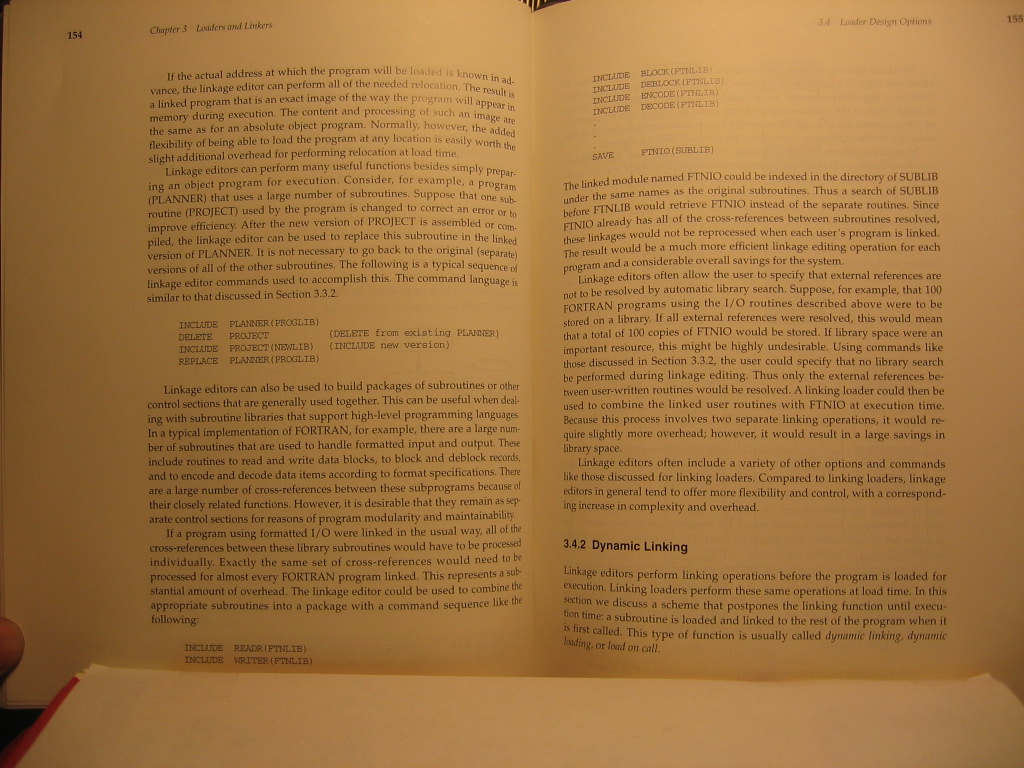 154
Chapter 3 Loaders and Linkers
If the actual address at which the program will be loaded is known in ad-
vance, the linkage editor can perform all of the needed relocation. The result is
a linked program that is an exact image of the way the program will appear in
memory during execution. The content and processing of such an image are
the same as for an absolute object program. Normally, however, the added
flexibility of being able to load the program at any location is easily worth the
slight additional overhead for performing relocation at load time.
Linkage editors can perform many useful functions besides simply prepar-
ing an object program for execution. Consider, for example, a program
(PLANNER) that uses a large number of subroutines. Suppose that one sub-
routine (PROJECT) used by the program is changed to correct an error or to
improve efficiency. After the new version of PROJECT is assembled or com-
piled, the linkage editor can be used to replace this subroutine in the linked
version of PLANNER. It is not necessary to go back to the original (separate)
versions of all of the other subroutines. The following is a typical sequence of
linkage editor commands used to accomplish this. The command language is
similar to that discussed in Section 3.3.2.
INCLUDE PLANNER(PROGLIB)
DELETE PROJECT (DELETE from existing PLANNER)
INCLUDE PROJECT(NEWLIB) (INCLUDE new version)
REPLACE PLANNER(PROGLIB)
Linkage editors can also be used to build packages of subroutines or other
control sections that are generally used together. This can be useful when deal-
ing with subroutine libraries that support high-level programming languages.
In a typical implementation of FORTRAN, for example, there are a large num-
ber of subroutines that are used to handle formatted input and output. These
include routines to read and write data blocks, to block and deblock records,
and to encode and decode data items according to format specifications. There
are a large number of cross-references between these subprograms because of
their closely related functions. However, it is desirable that they remain as sep-
arate control sections for reasons of program modularity and maintainability.
If a program using formatted I/O were linked in the usual way, all of the
cross-references between these library subroutines would have to be processed
individually. Exactly the same set of cross-references would need to be
processed for almost every FORTRAN program linked. This represents a sub-
stantial amount of overhead. The linkage editor could be used to combine the
appropriate subroutines into a package with a command sequence like the
following:
INCLUDE READR(FTNLIB)
INCLUDE WRITER(FTNLIB)
3.4 Loader Design Options
155
INCLUDE BLOCK(FTNLIB)
INCLUDE DEBLOCK(FTNLIB)
INCLUDE ENCODE(FTNLIB)
INCLUDE DECODE(FTNLIB)
.
.
.
SAVE FTNIO(SUBLIB)
The linked module named FTNIO could be indexed in the directory of SUBLIB
under the same names as the original subroutines. Thus a search of SUBLIB
before FTNLIB would retrieve FTNIO instead of the separate routines. Since
FTNIO already has all of the cross-references between subroutines resolved,
these linkages would not be reprocessed when each user's program is linked.
The result would be a much more efficient linkage editing operation for each
program and a considerable overall savings for the system.
Linkage editors often allow the user to specify that external references are
not to be resolved by automatic library search. Suppose, for example, that 100
FORTRAN programs using the I/O routines described above were to be
stored on a library. If all external references were resolved, this would mean
that a total of 100 copies of FTNIO would be stored. If library space were an
important resource, this might be highly undesirable. Using commands like
those discussed in Section 3.3.2, the user could specify that no library search
be performed during linkage editing. Thus only the external references be-
tween user-written routines would be resolved. A linking loader could then be
used to combine the linked user routines with FTNIO at execution time.
Because this process involves two separate linking operations, it would re-
quire slightly more overhead; however, it would result in a large savings in
library space.
Linkage editors often include a variety of other options and commands
like those discussed for linking loaders. Compared to linking loaders, linkage
editors in general tend to offer more flexibility and control, with a correspond-
ing increase in complexity and overhead.
3.4.2 Dynamic Linking
Linkage editors perform linking operations before the program is loaded for
execution. Linking loaders perform these same operations at load time. In this
section we discuss a scheme that postpones the linking function until execu-
tion time: a subroutine is loaded and linked to the rest of the program when it
is first called. This type of function is usually called dynamic linking, dynamic
loading, or load on call.